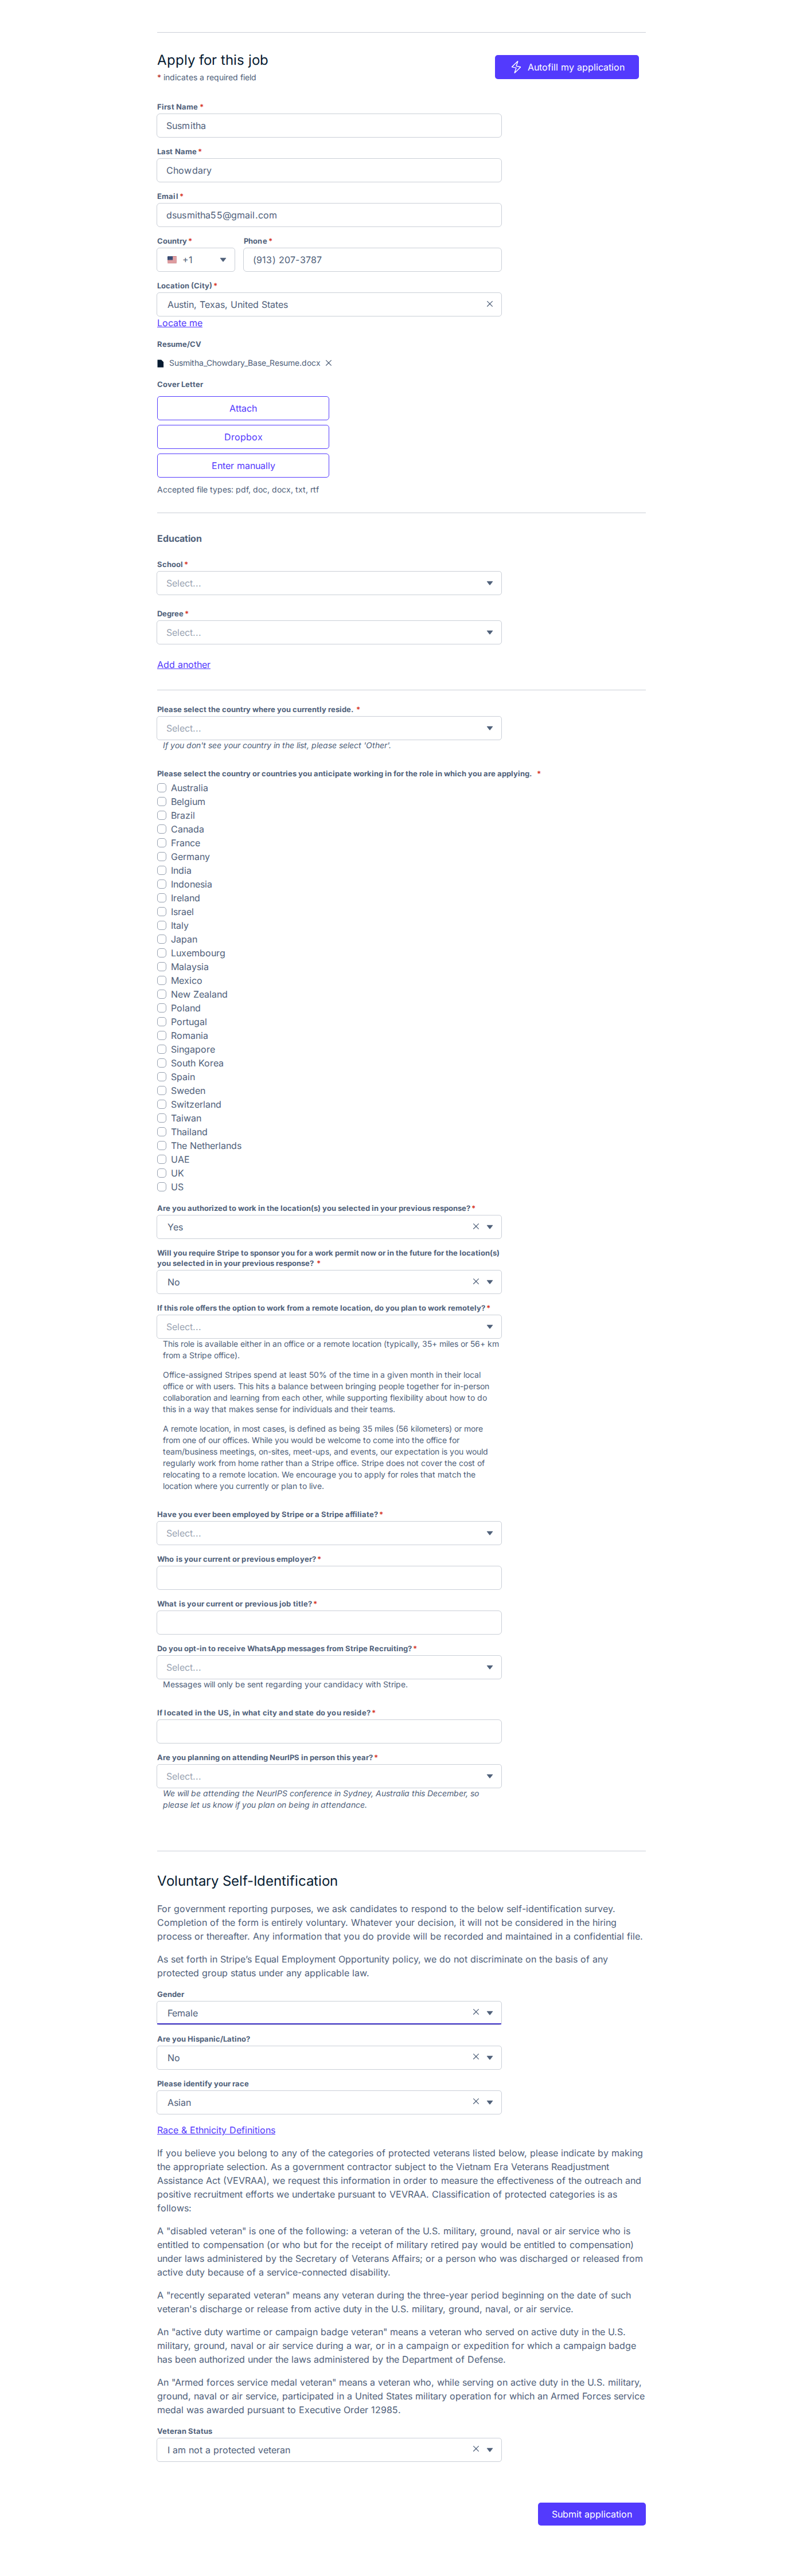 Apply for this job
Autofill my application
* indicates a required field
First Name *
Susmitha
Last Name *
Chowdary
Email *
dsusmitha55@gmail.com
Country * Phone *
+1 (913) 207-3787
Location (City) *
Austin, Texas, United States
Locate me
Resume/CV
Susmitha_Chowdary_Base_Resume.docx
Cover Letter
Attach
Dropbox
Enter manually
Accepted file types: pdf, doc, docx, txt, rtf
Education
School *
Select...
Degree *
Select...
Add another
Please select the country where you currently reside. *
Select...
If you don't see your country in the list, please select 'Other'.
Please select the country or countries you anticipate working in for the role in which you are applying. *
Australia
Belgium
Brazil
Canada
France
Germany
India
Indonesia
Ireland
Israel
Italy
Japan
Luxembourg
Malaysia
Mexico
New Zealand
Poland
Portugal
Romania
Singapore
South Korea
Spain
Sweden
Switzerland
Taiwan
Thailand
The Netherlands
UAE
UK
US
Are you authorized to work in the location(s) you selected in your previous response? *
Yes
Will you require Stripe to sponsor you for a work permit now or in the future for the location(s)
you selected in in your previous response? *
No
If this role offers the option to work from a remote location, do you plan to work remotely? *
Select...
This role is available either in an office or a remote location (typically, 35+ miles or 56+ km
from a Stripe office).
Office-assigned Stripes spend at least 50% of the time in a given month in their local
office or with users. This hits a balance between bringing people together for in-person
collaboration and learning from each other, while supporting flexibility about how to do
this in a way that makes sense for individuals and their teams.
A remote location, in most cases, is defined as being 35 miles (56 kilometers) or more
from one of our offices. While you would be welcome to come into the office for
team/business meetings, on-sites, meet-ups, and events, our expectation is you would
regularly work from home rather than a Stripe office. Stripe does not cover the cost of
relocating to a remote location. We encourage you to apply for roles that match the
location where you currently or plan to live.
Have you ever been employed by Stripe or a Stripe affiliate? *
Select...
Who is your current or previous employer? *
What is your current or previous job title? *
Do you opt-in to receive WhatsApp messages from Stripe Recruiting? *
Select...
Messages will only be sent regarding your candidacy with Stripe.
If located in the US, in what city and state do you reside? *
Are you planning on attending NeurIPS in person this year? *
Select...
We will be attending the NeurIPS conference in Sydney, Australia this December, so
please let us know if you plan on being in attendance.
Voluntary Self-Identification
For government reporting purposes, we ask candidates to respond to the below self-identification survey.
Completion of the form is entirely voluntary. Whatever your decision, it will not be considered in the hiring
process or thereafter. Any information that you do provide will be recorded and maintained in a confidential file.
As set forth in Stripe’s Equal Employment Opportunity policy, we do not discriminate on the basis of any
protected group status under any applicable law.
Gender
Female
Are you Hispanic/Latino?
No
Please identify your race
Asian
Race & Ethnicity Definitions
If you believe you belong to any of the categories of protected veterans listed below, please indicate by making
the appropriate selection. As a government contractor subject to the Vietnam Era Veterans Readjustment
Assistance Act (VEVRAA), we request this information in order to measure the effectiveness of the outreach and
positive recruitment efforts we undertake pursuant to VEVRAA. Classification of protected categories is as
follows:
A "disabled veteran" is one of the following: a veteran of the U.S. military, ground, naval or air service who is
entitled to compensation (or who but for the receipt of military retired pay would be entitled to compensation)
under laws administered by the Secretary of Veterans Affairs; or a person who was discharged or released from
active duty because of a service-connected disability.
A "recently separated veteran" means any veteran during the three-year period beginning on the date of such
veteran's discharge or release from active duty in the U.S. military, ground, naval, or air service.
An "active duty wartime or campaign badge veteran" means a veteran who served on active duty in the U.S.
military, ground, naval or air service during a war, or in a campaign or expedition for which a campaign badge
has been authorized under the laws administered by the Department of Defense.
An "Armed forces service medal veteran" means a veteran who, while serving on active duty in the U.S. military,
ground, naval or air service, participated in a United States military operation for which an Armed Forces service
medal was awarded pursuant to Executive Order 12985.
Veteran Status
I am not a protected veteran
Submit application